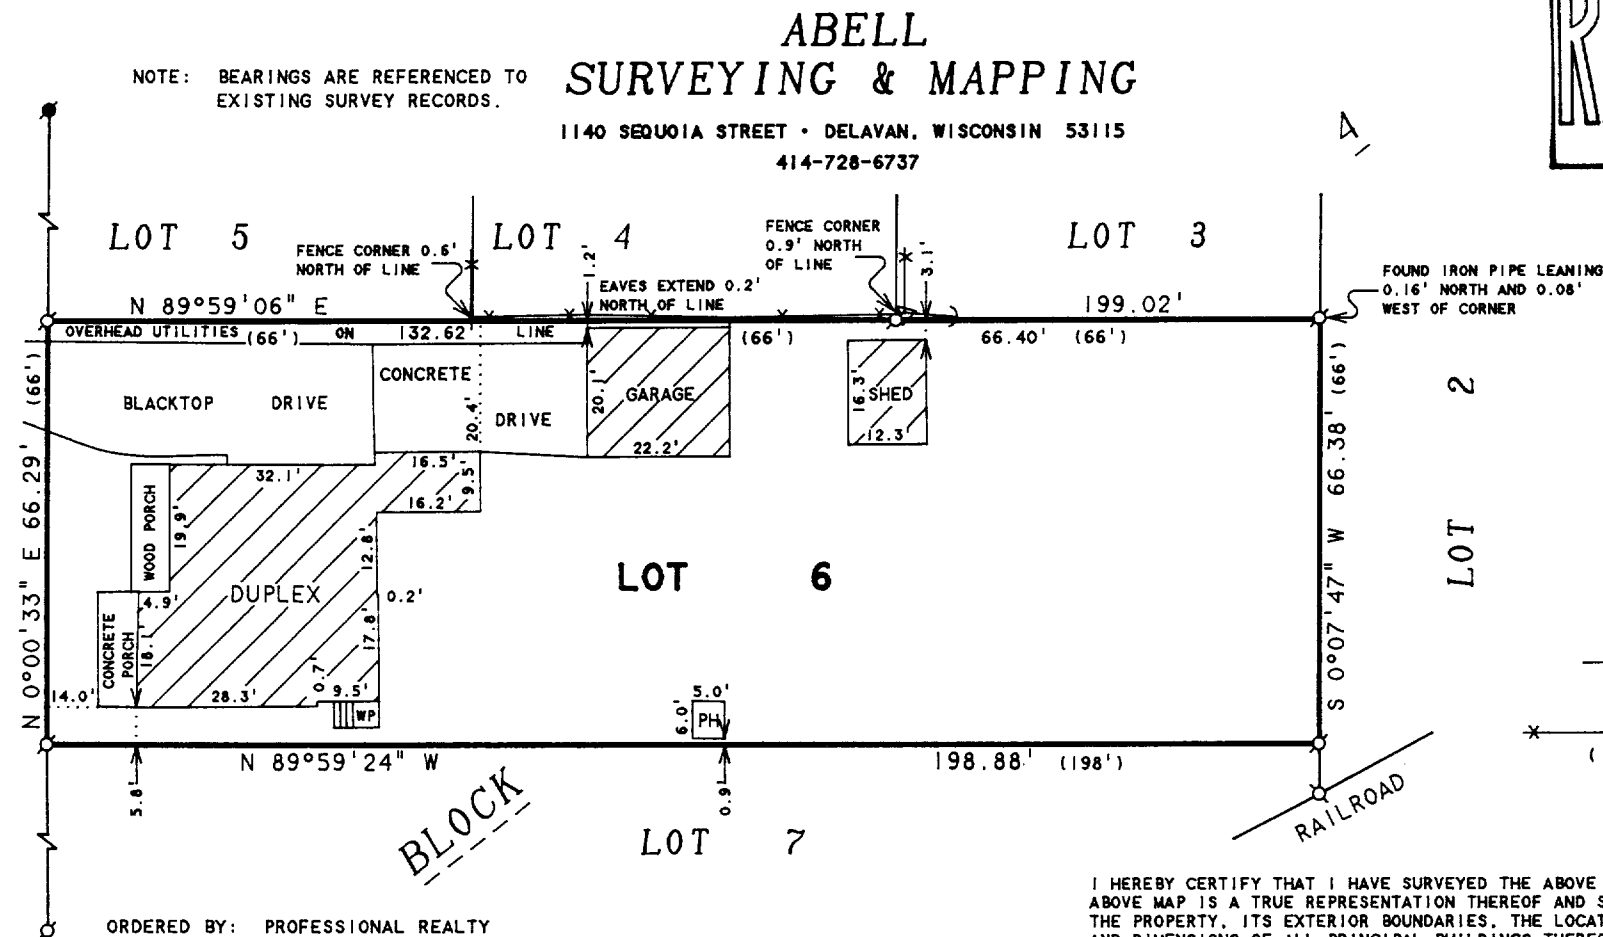 ABELL
SURVEYING & MAPPING
1140 SEQUOIA STREET • DELAVAN, WISCONSIN 53115
414-728-6737
NOTE: BEARINGS ARE REFERENCED TO
EXISTING SURVEY RECORDS.
4
LOT 5
FENCE CORNER 0.6'
NORTH OF LINE
LOT 4
1.2'
EAVES EXTEND 0.2'
NORTH OF LINE
FENCE CORNER
0.9' NORTH
OF LINE
3.1'
LOT 3
FOUND IRON PIPE LEANING
0.16' NORTH AND 0.08'
WEST OF CORNER
N 89°59'06" E
199.02'
OVERHEAD UTILITIES (66') ON 132.62' LINE
(66')
66.40' (66')
(66')
N 0°00'33" E 66.29'
BLACKTOP DRIVE
CONCRETE
DRIVE
20.4'
20.1'
GARAGE
22.2'
16.3'
SHED
12.3'
S 0°07'47" W 66.38' (66')
LOT 2
32.1'
16.5'
9.5'
16.2'
WOOD PORCH
19.9'
12.8'
DUPLEX
0.2'
4.9'
CONCRETE
PORCH
18.1'
17.8'
14.0'
28.3'
0.7'
9.5'
WP
LOT 6
5.0'
6.0'
PH
N 89°59'24" W
198.88' (198')
5.8'
0.9'
BLOCK
LOT 7
RAILROAD
ORDERED BY: PROFESSIONAL REALTY
I HEREBY CERTIFY THAT I HAVE SURVEYED THE ABOVE
ABOVE MAP IS A TRUE REPRESENTATION THEREOF AND S
THE PROPERTY, ITS EXTERIOR BOUNDARIES, THE LOCAT
AND DIMENSIONS OF ALL PRINCIPAL BUILDINGS